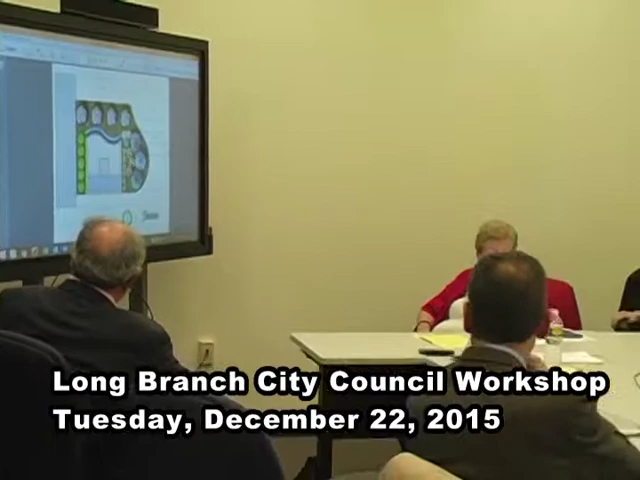 Long Branch City Council Workshop
Tuesday, December 22, 2015